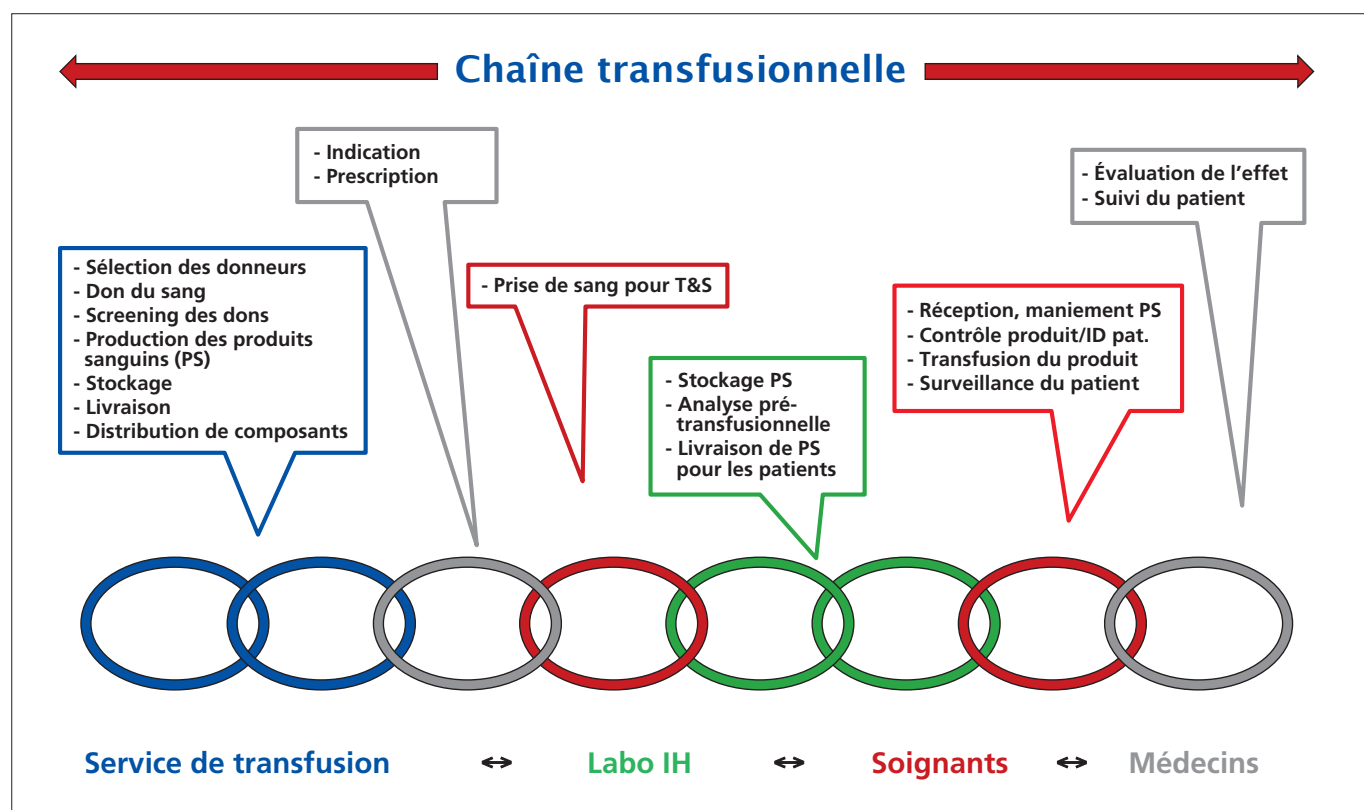 Chaîne transfusionnelle
- Indication
- Prescription
- Évaluation de l'effet
- Suivi du patient
- Sélection des donneurs
- Don du sang
- Screening des dons
- Production des produits
sanguins (PS)
- Stockage
- Livraison
- Distribution de composants
- Prise de sang pour T&S
- Stockage PS
- Analyse pré-
transfusionnelle
- Livraison de PS
pour les patients
- Réception, maniement PS
- Contrôle produit/ID pat.
- Transfusion du produit
- Surveillance du patient
Service de transfusion ↔ Labo IH ↔ Soignants ↔ Médecins